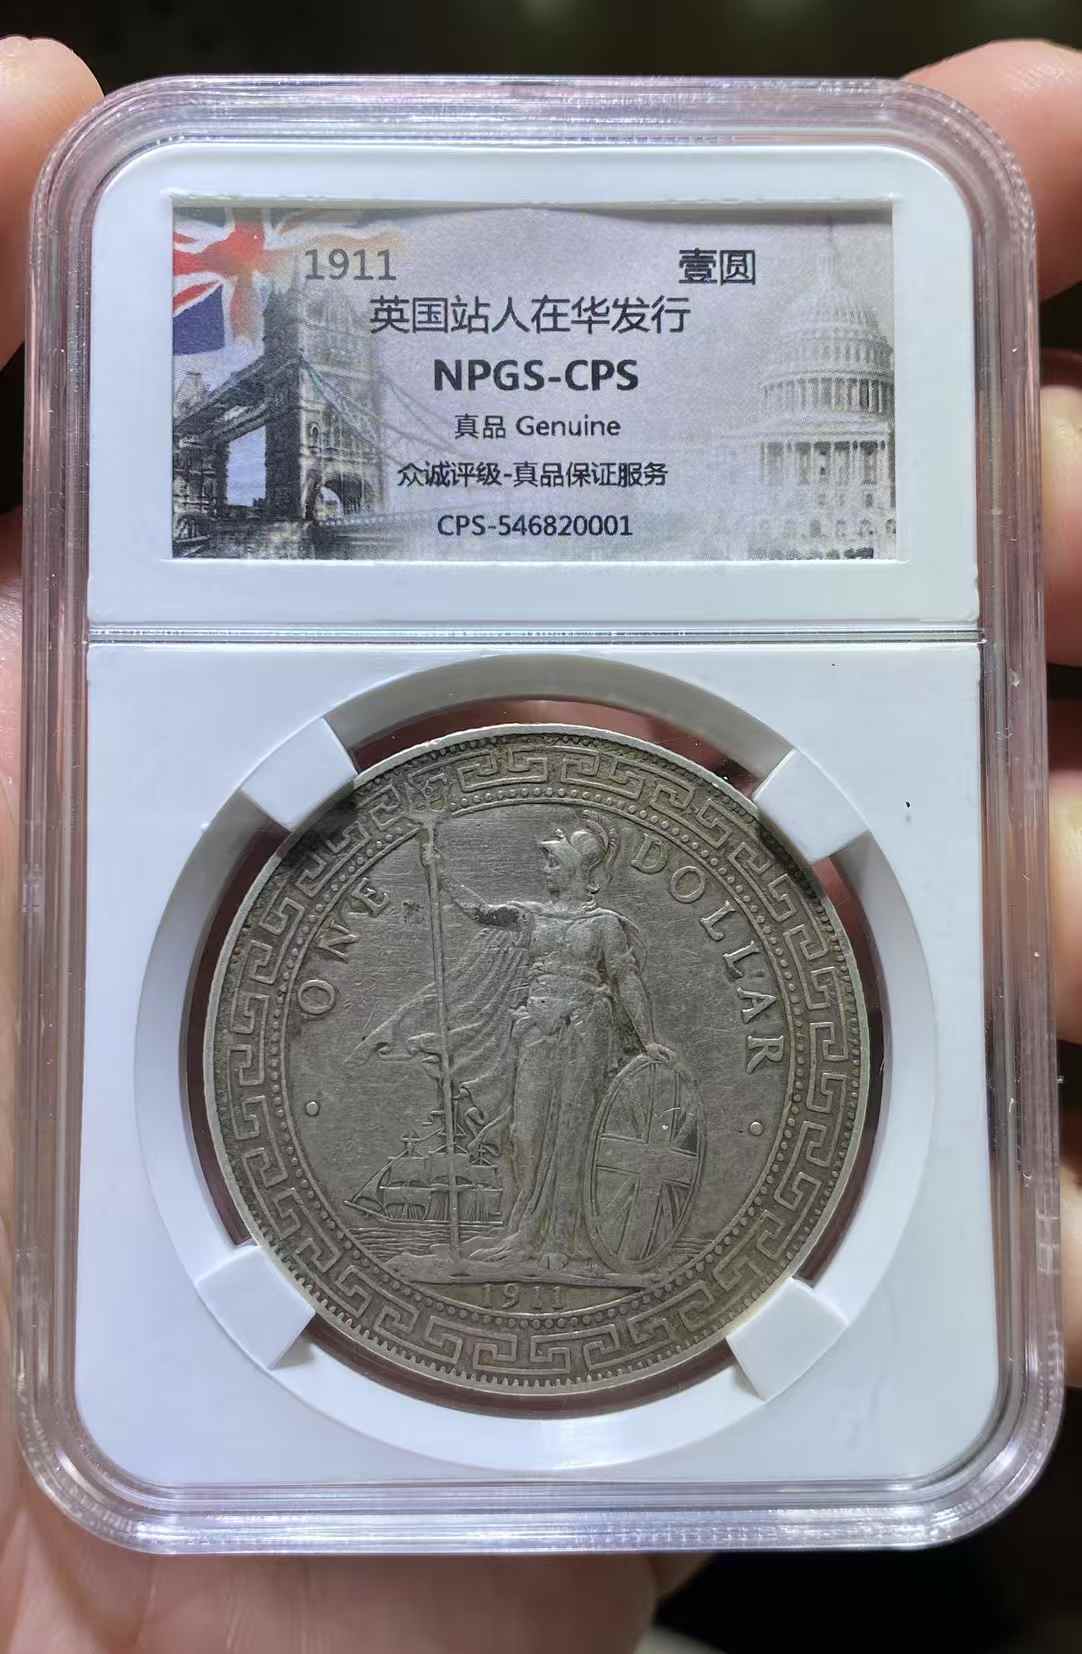 1911 壹圆
英国站人在华发行
NPGS-CPS
真品 Genuine
众诚评级-真品保证服务
CPS-546820001
ONE DOLLAR
1911